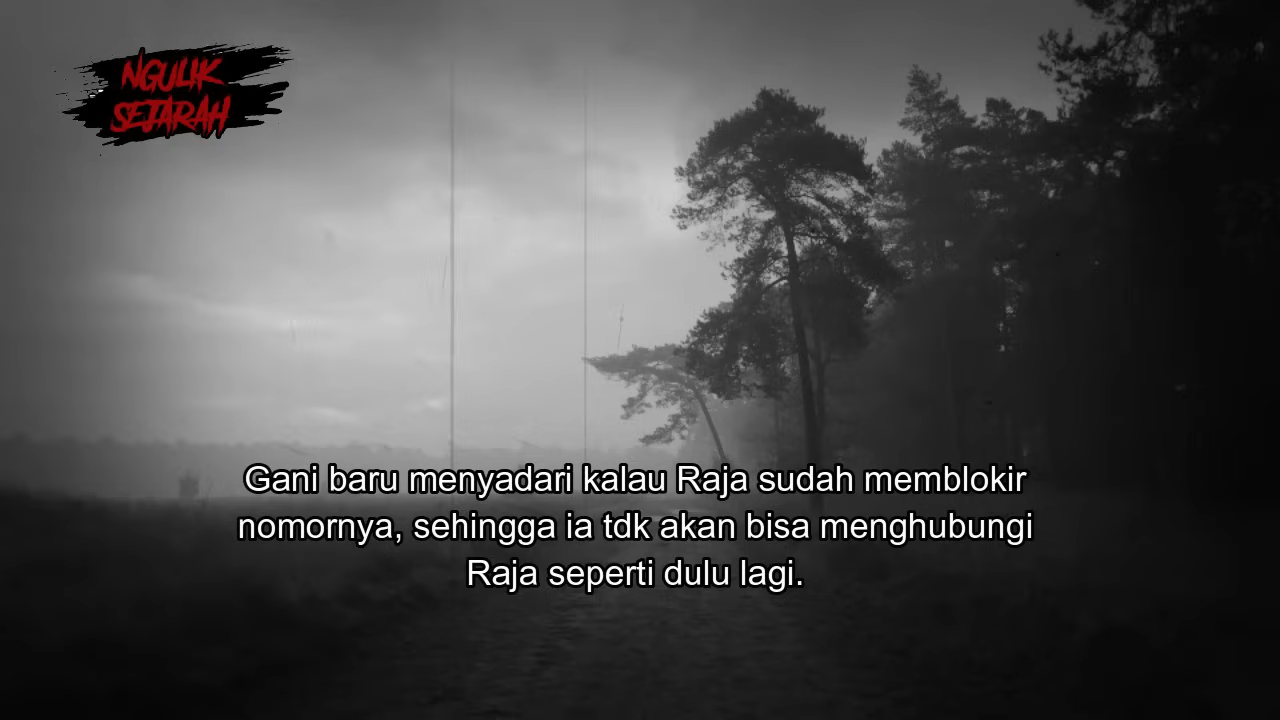 NGULIK
SEJARAH
Gani baru menyadari kalau Raja sudah memblokir
nomornya, sehingga ia tdk akan bisa menghubungi
Raja seperti dulu lagi.